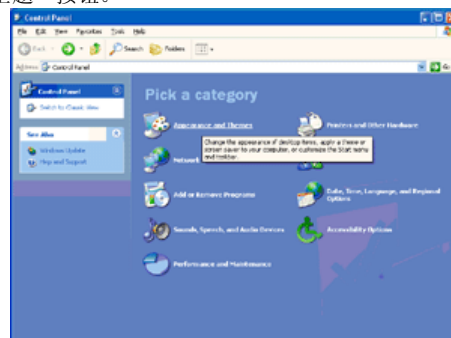 主题”按钮。
Control Panel
File Edit View Favorites Tools Help
Back Search Folders
Address Control Panel Go
Control Panel
Switch to Classic View
See Also
Windows Update
Help and Support
Pick a category
Appearance and Themes
Printers and Other Hardware
Change the appearance of desktop items, apply a theme or
screen saver to your computer, or customize the Start menu
and taskbar.
Network
Add or Remove Programs
Date, Time, Language, and Regional
Options
Sounds, Speech, and Audio Devices
Accessibility Options
Performance and Maintenance